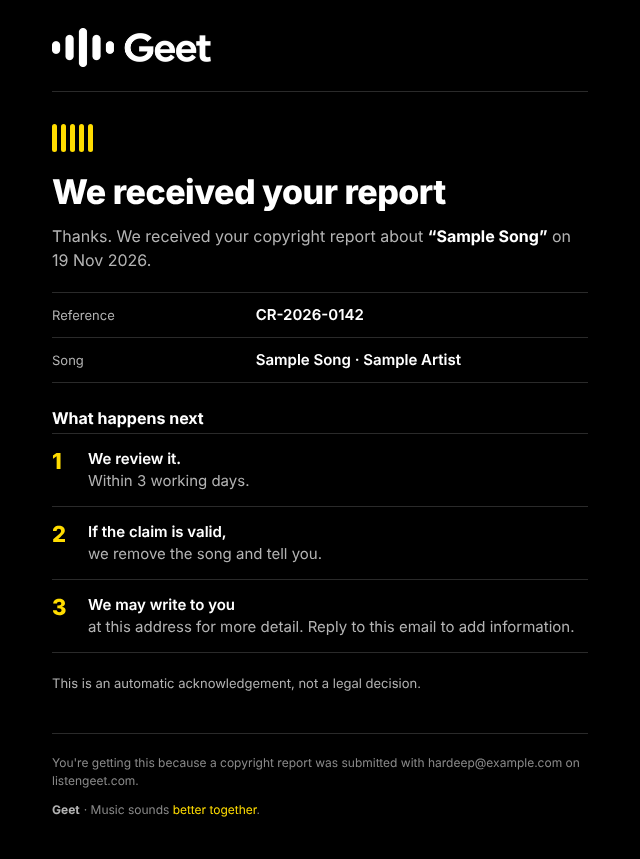 Geet
We received your report
Thanks. We received your copyright report about “Sample Song” on
19 Nov 2026.
Reference CR-2026-0142
Song Sample Song · Sample Artist
What happens next
1 We review it.
Within 3 working days.
2 If the claim is valid,
we remove the song and tell you.
3 We may write to you
at this address for more detail. Reply to this email to add information.
This is an automatic acknowledgement, not a legal decision.
You're getting this because a copyright report was submitted with hardeep@example.com on
listengeet.com.
Geet · Music sounds better together.